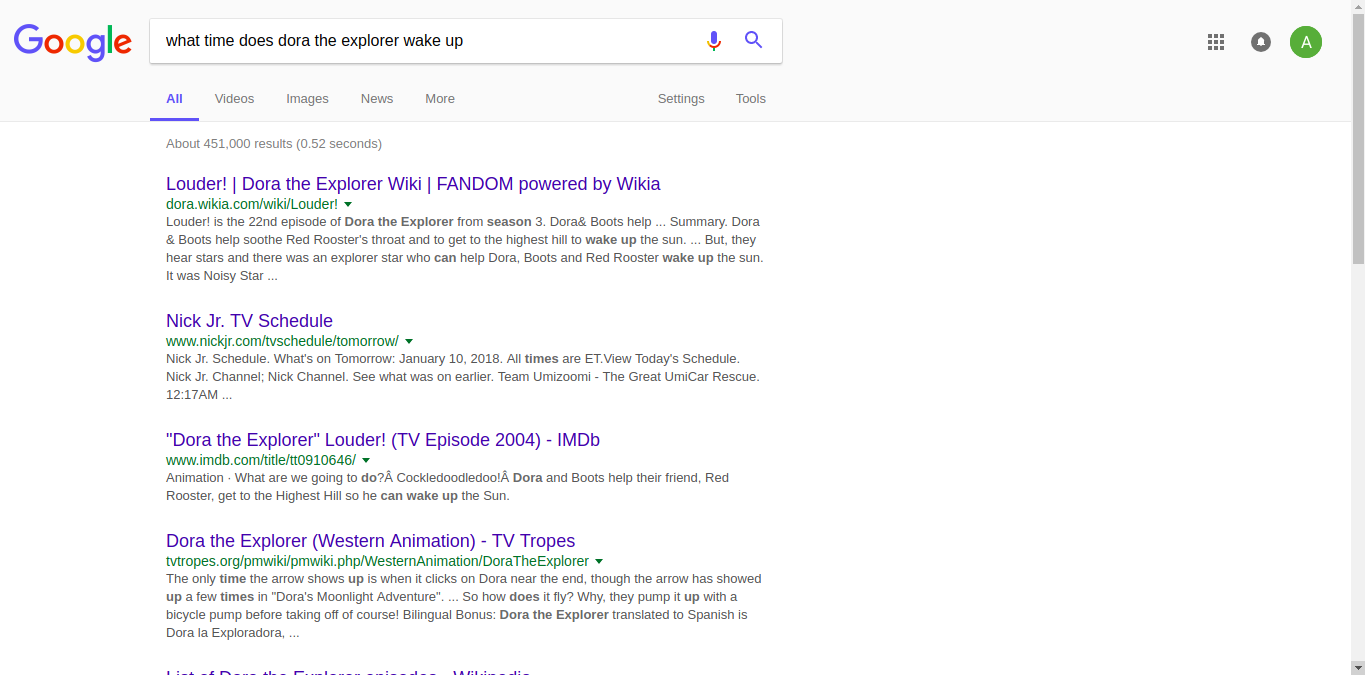 Google
what time does dora the explorer wake up
A
All Videos Images News More Settings Tools
About 451,000 results (0.52 seconds)
Louder! | Dora the Explorer Wiki | FANDOM powered by Wikia
dora.wikia.com/wiki/Louder!
Louder! is the 22nd episode of Dora the Explorer from season 3. Dora& Boots help ... Summary. Dora
& Boots help soothe Red Rooster's throat and to get to the highest hill to wake up the sun. ... But, they
hear stars and there was an explorer star who can help Dora, Boots and Red Rooster wake up the sun.
It was Noisy Star ...
Nick Jr. TV Schedule
www.nickjr.com/tvschedule/tomorrow/
Nick Jr. Schedule. What's on Tomorrow: January 10, 2018. All times are ET.View Today's Schedule.
Nick Jr. Channel; Nick Channel. See what was on earlier. Team Umizoomi - The Great UmiCar Rescue.
12:17AM ...
"Dora the Explorer" Louder! (TV Episode 2004) - IMDb
www.imdb.com/title/tt0910646/
Animation · What are we going to do?Â Cockledoodledoo!Â Dora and Boots help their friend, Red
Rooster, get to the Highest Hill so he can wake up the Sun.
Dora the Explorer (Western Animation) - TV Tropes
tvtropes.org/pmwiki/pmwiki.php/WesternAnimation/DoraTheExplorer
The only time the arrow shows up is when it clicks on Dora near the end, though the arrow has showed
up a few times in "Dora's Moonlight Adventure". ... So how does it fly? Why, they pump it up with a
bicycle pump before taking off of course! Bilingual Bonus: Dora the Explorer translated to Spanish is
Dora la Exploradora, ...
List of Dora the Explorer episodes - Wikipedia